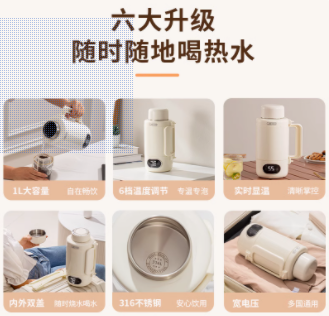 六大升级
随时随地喝热水
1L大容量 自在畅饮
6档温度调节 专温专泡
实时显温 清晰掌控
内外双盖 随时接水喝水
316不锈钢 安心饮用
宽电压 多国通用